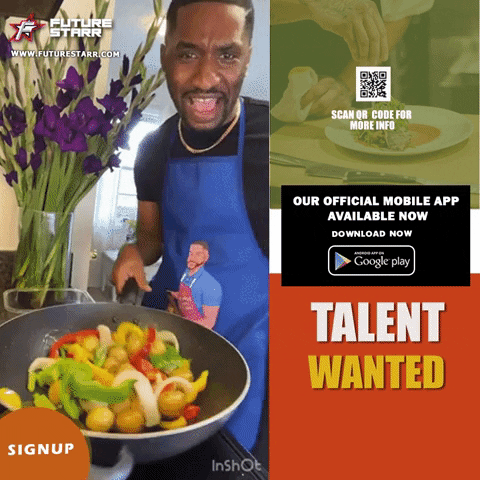 FUTURE
STARR
WWW.FUTURESTARR.COM
SCAN QR CODE FOR
MORE INFO
OUR OFFICIAL MOBILE APP
AVAILABLE NOW
DOWNLOAD NOW
ANDROID APP ON
Google play
TALENT
WANTED
SIGNUP
InShOt